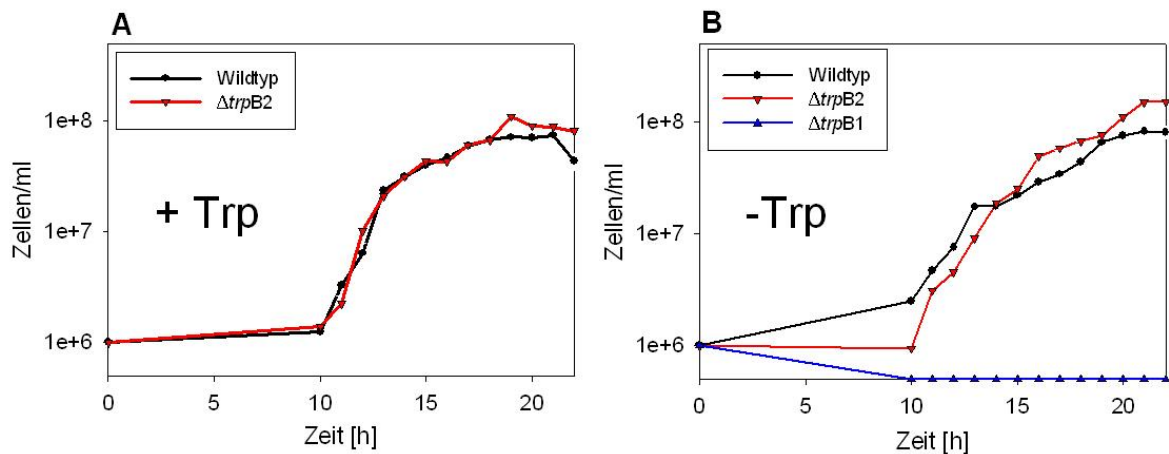 A
Wildtyp
ΔtrpB2
1e+8
1e+7
1e+6
Zellen/ml
+ Trp
0 5 10 15 20
Zeit [h]
B
Wildtyp
ΔtrpB2
ΔtrpB1
1e+8
1e+7
1e+6
Zellen/ml
-Trp
0 5 10 15 20
Zeit [h]